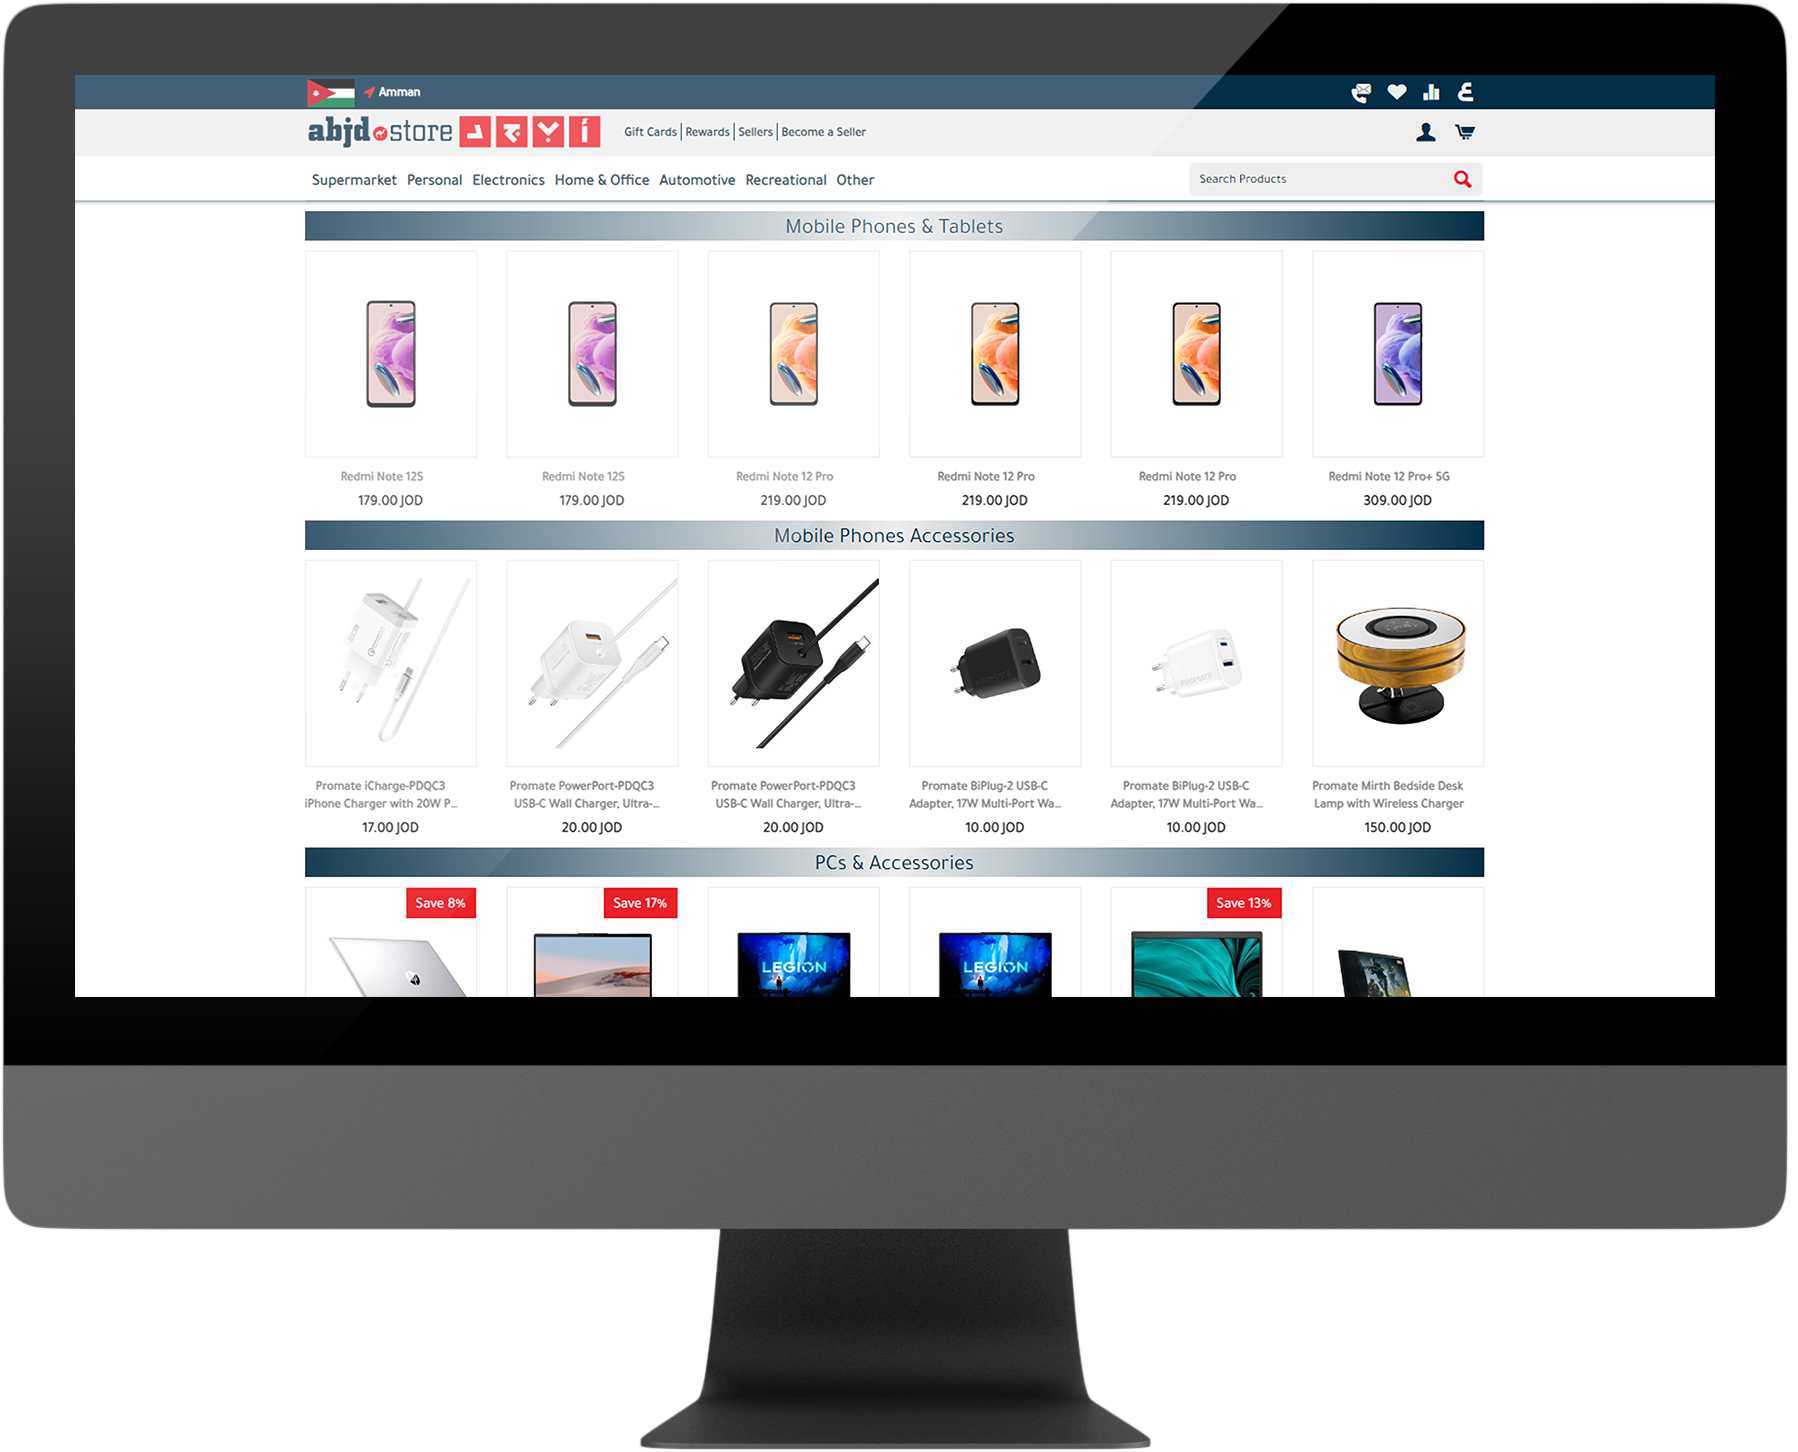 Amman
ع
abjd store أ ب ج د
Gift Cards | Rewards | Sellers | Become a Seller
Supermarket Personal Electronics Home & Office Automotive Recreational Other
Search Products
Mobile Phones & Tablets
Redmi Note 12S
179.00 JOD
Redmi Note 12S
179.00 JOD
Redmi Note 12 Pro
219.00 JOD
Redmi Note 12 Pro
219.00 JOD
Redmi Note 12 Pro
219.00 JOD
Redmi Note 12 Pro+ 5G
309.00 JOD
Mobile Phones Accessories
PROMATE
PROMATE
Promate iCharge-PDQC3
iPhone Charger with 20W P...
17.00 JOD
Promate PowerPort-PDQC3
USB-C Wall Charger, Ultra-...
20.00 JOD
Promate PowerPort-PDQC3
USB-C Wall Charger, Ultra-...
20.00 JOD
Promate BiPlug-2 USB-C
Adapter, 17W Multi-Port Wa...
10.00 JOD
Promate BiPlug-2 USB-C
Adapter, 17W Multi-Port Wa...
10.00 JOD
Promate Mirth Bedside Desk
Lamp with Wireless Charger
150.00 JOD
PCs & Accessories
Save 8%
hp
Save 17%
LEGION
LEGION
Save 13%